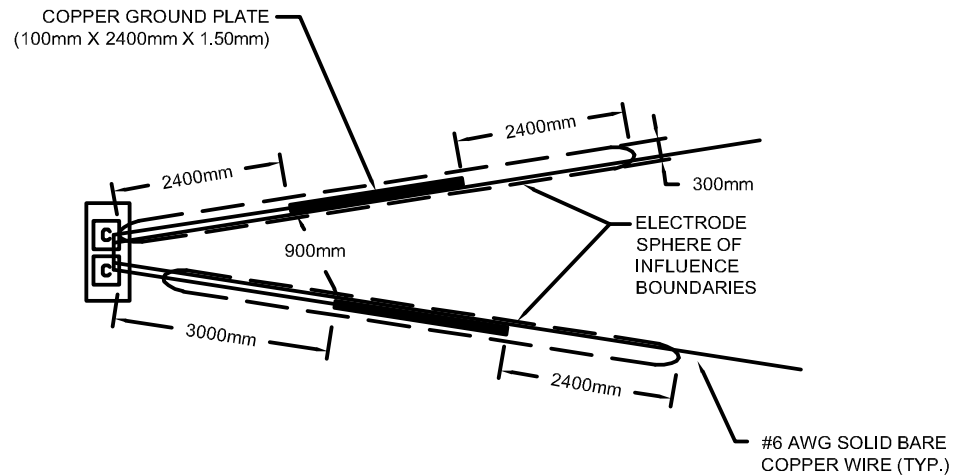 COPPER GROUND PLATE
(100mm X 2400mm X 1.50mm)
2400mm
2400mm
300mm
C
C
900mm
ELECTRODE
SPHERE OF
INFLUENCE
BOUNDARIES
3000mm
2400mm
#6 AWG SOLID BARE
COPPER WIRE (TYP.)